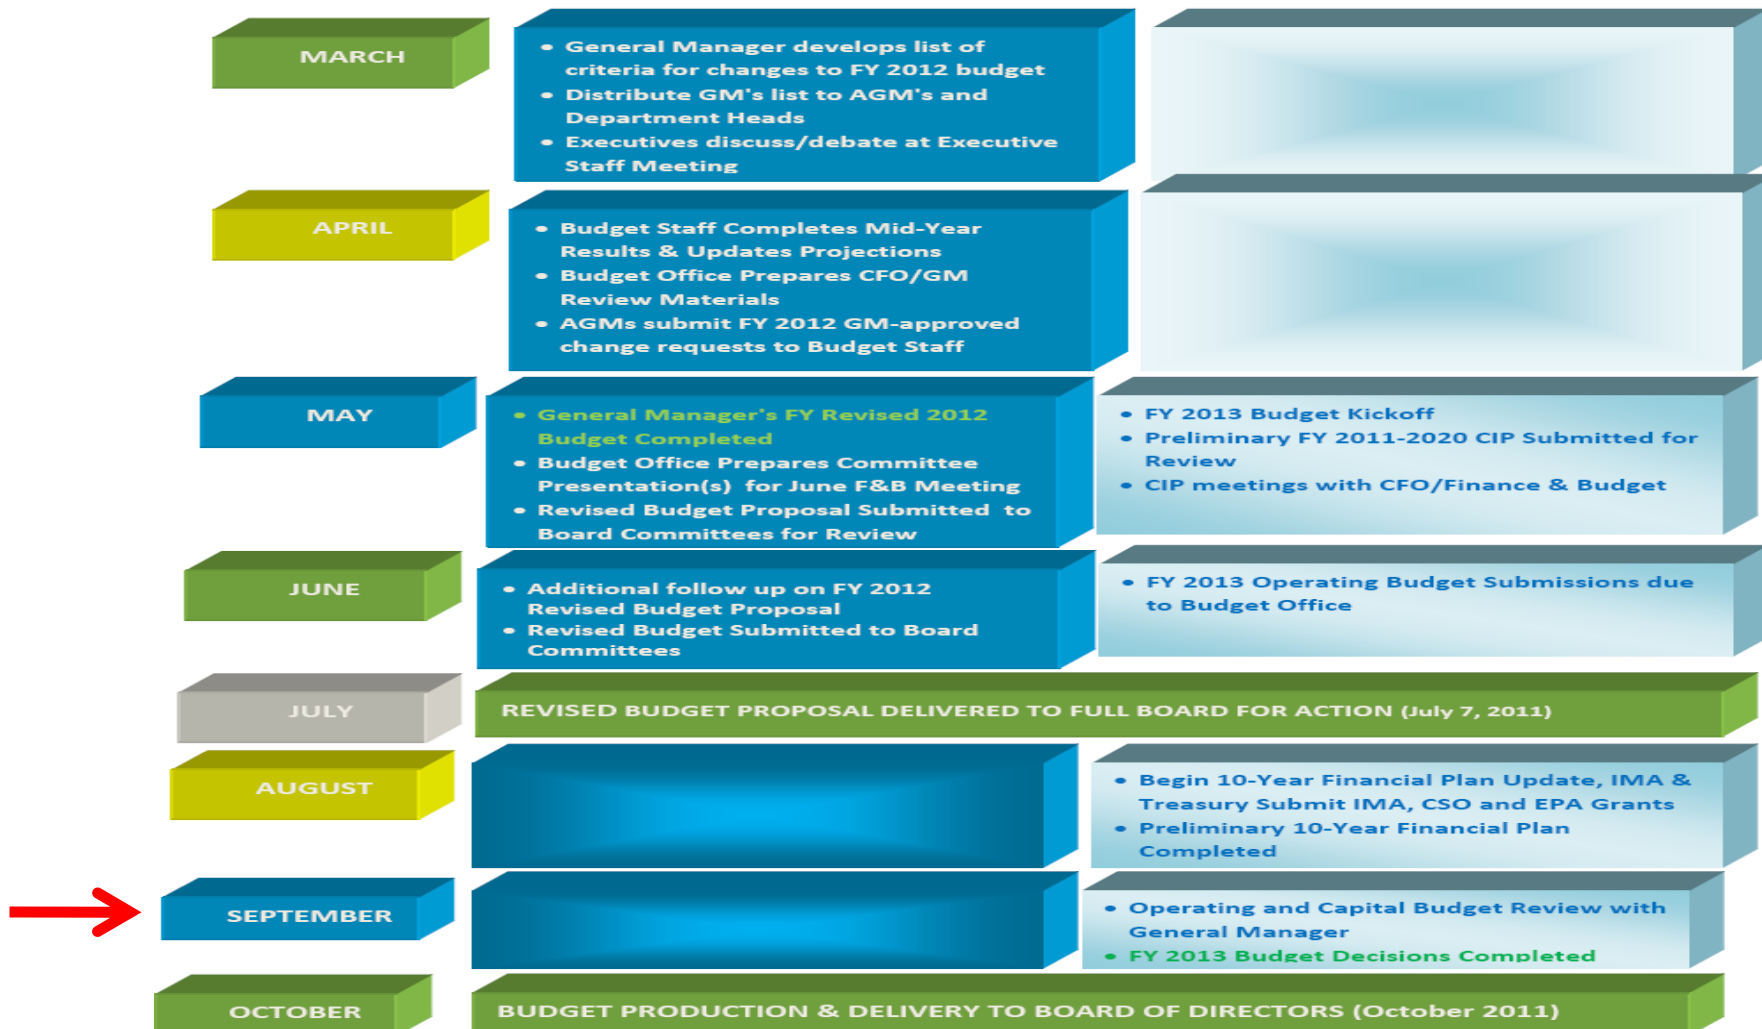 MARCH
• General Manager develops list of
criteria for changes to FY 2012 budget
• Distribute GM's list to AGM's and
Department Heads
• Executives discuss/debate at Executive
Staff Meeting
APRIL
• Budget Staff Completes Mid-Year
Results & Updates Projections
• Budget Office Prepares CFO/GM
Review Materials
• AGMs submit FY 2012 GM-approved
change requests to Budget Staff
MAY
• General Manager's FY Revised 2012
Budget Completed
• Budget Office Prepares Committee
Presentation(s) for June F&B Meeting
• Revised Budget Proposal Submitted to
Board Committees for Review
• FY 2013 Budget Kickoff
• Preliminary FY 2011-2020 CIP Submitted for
Review
• CIP meetings with CFO/Finance & Budget
JUNE
• Additional follow up on FY 2012
Revised Budget Proposal
• Revised Budget Submitted to Board
Committees
• FY 2013 Operating Budget Submissions due
to Budget Office
JULY
REVISED BUDGET PROPOSAL DELIVERED TO FULL BOARD FOR ACTION (July 7, 2011)
AUGUST
• Begin 10-Year Financial Plan Update, IMA &
Treasury Submit IMA, CSO and EPA Grants
• Preliminary 10-Year Financial Plan
Completed
SEPTEMBER
• Operating and Capital Budget Review with
General Manager
• FY 2013 Budget Decisions Completed
OCTOBER
BUDGET PRODUCTION & DELIVERY TO BOARD OF DIRECTORS (October 2011)